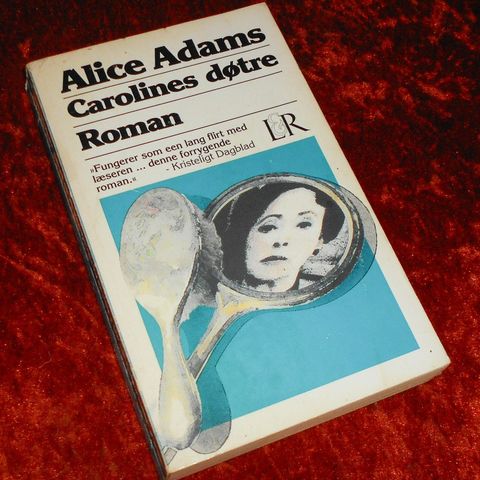 Alice Adams
Carolines døtre
Roman
L&R
»Fungerer som een lang flirt med
læseren ... denne forrygende
roman.«
- Kristeligt Dagblad